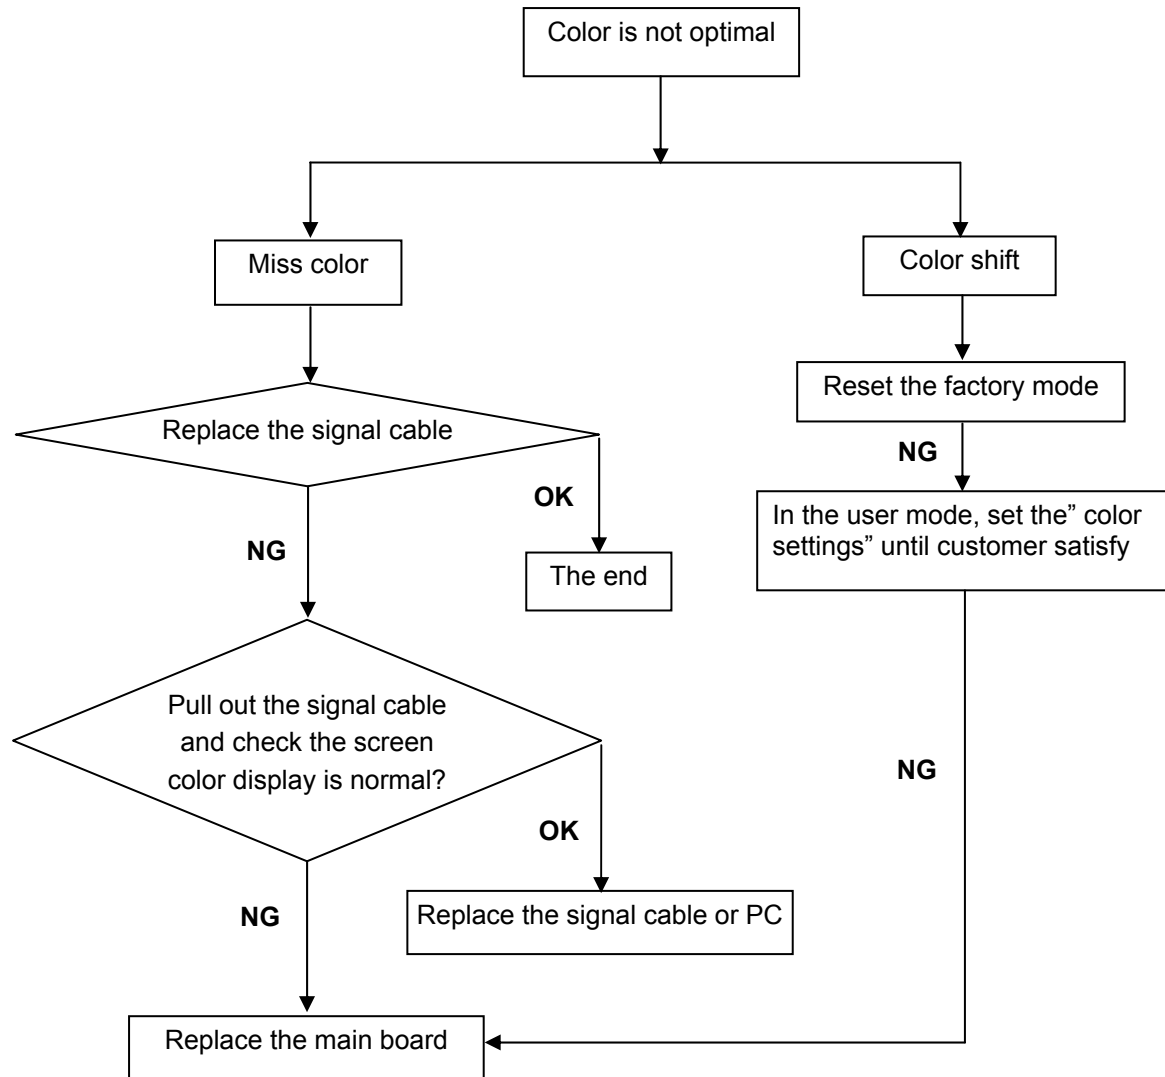 Color is not optimal
Miss color
Color shift
Replace the signal cable
Reset the factory mode
NG
OK
In the user mode, set the” color
settings” until customer satisfy
NG
The end
Pull out the signal cable
and check the screen
color display is normal?
NG
OK
NG
Replace the signal cable or PC
Replace the main board